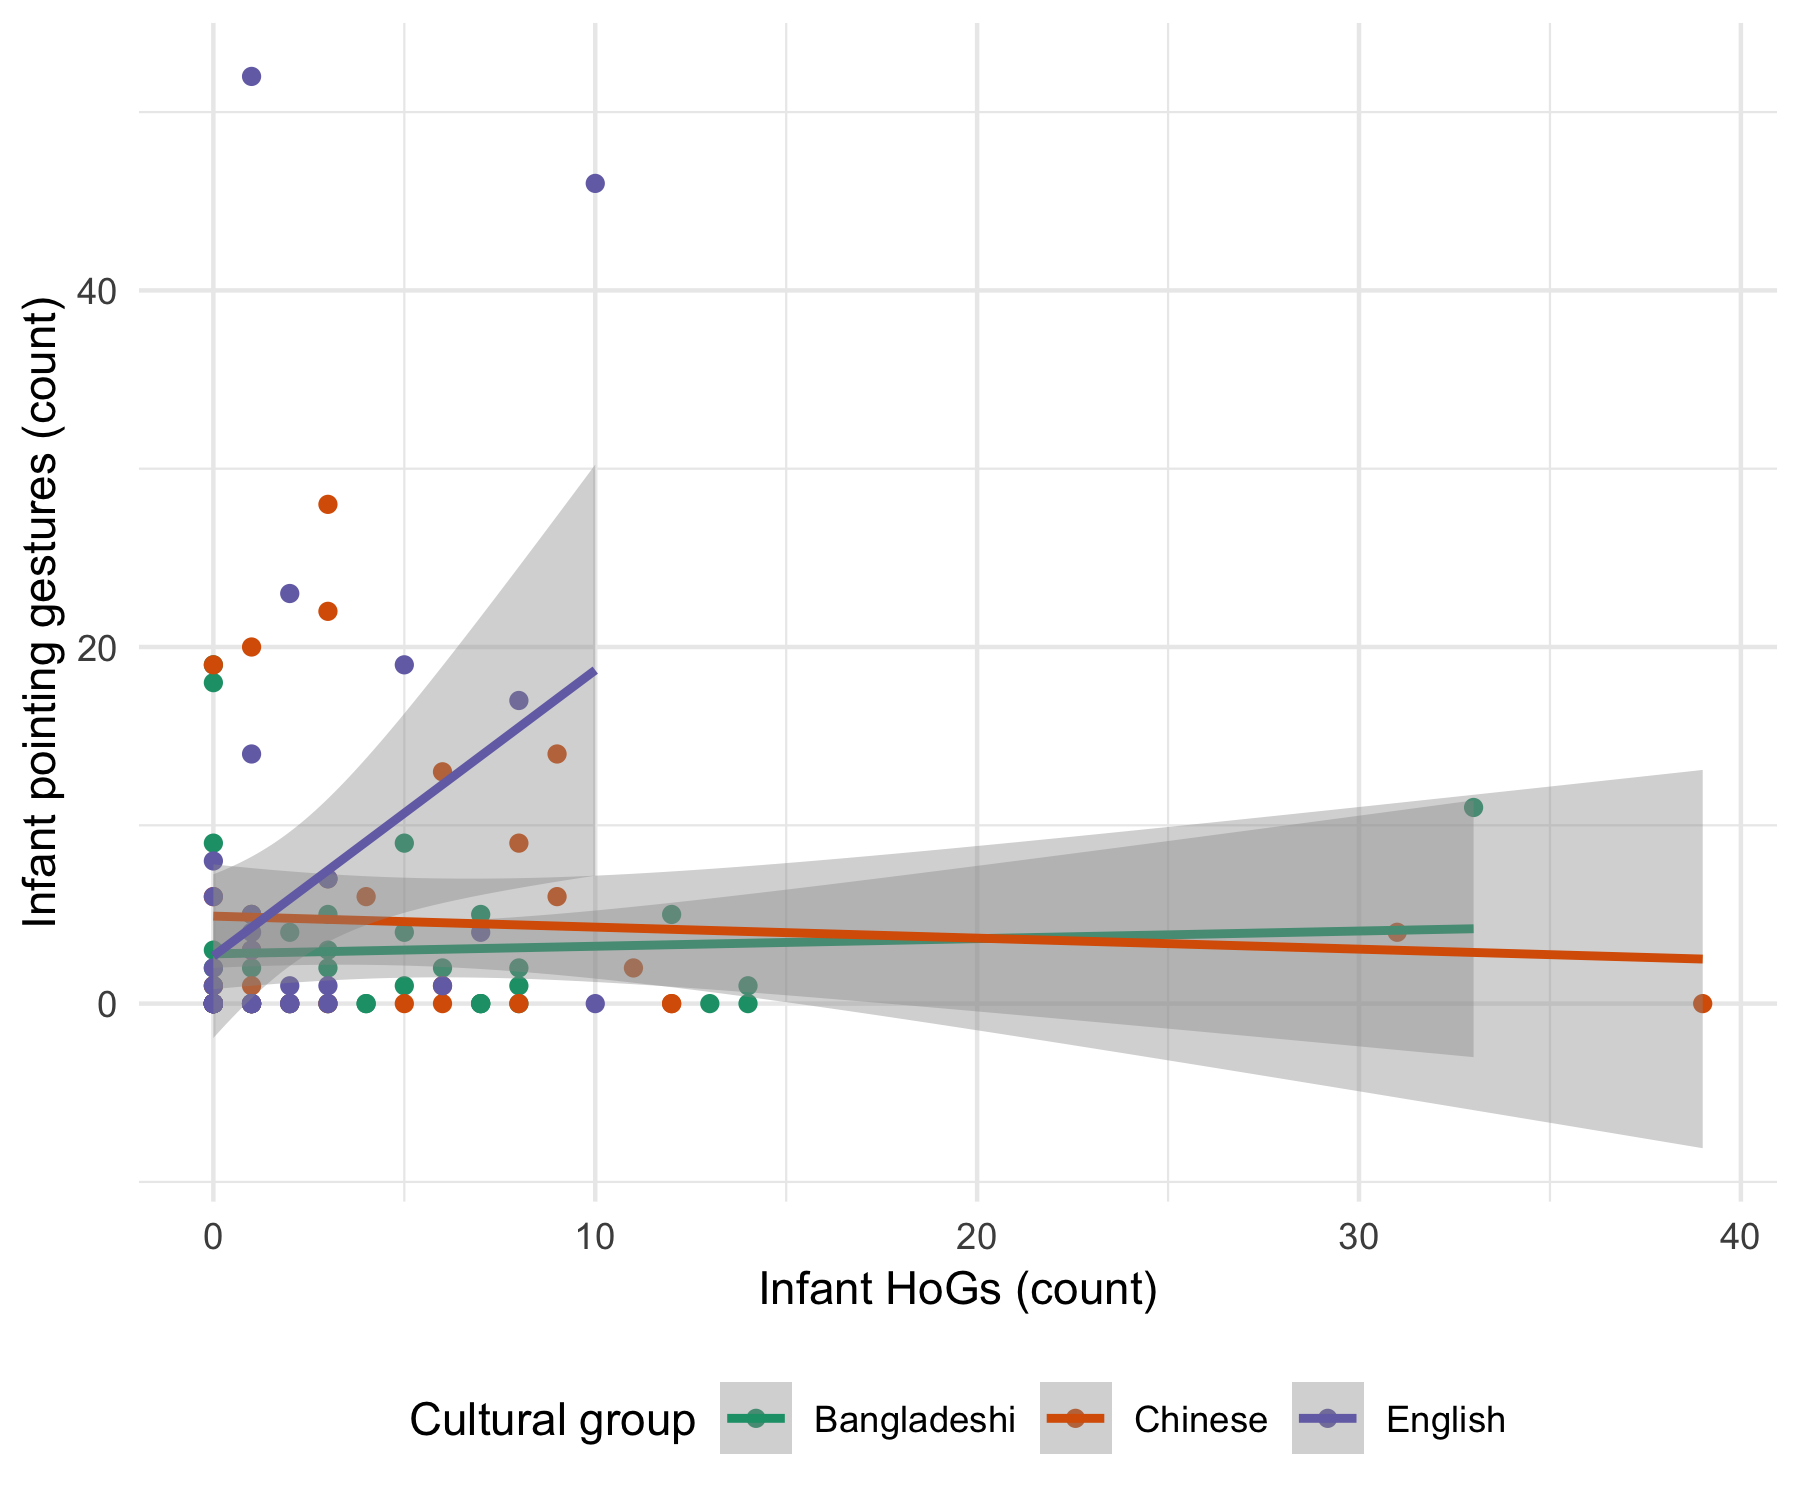 Infant pointing gestures (count)
40
20
0
0 10 20 30 40
Infant HoGs (count)
Cultural group Bangladeshi Chinese English